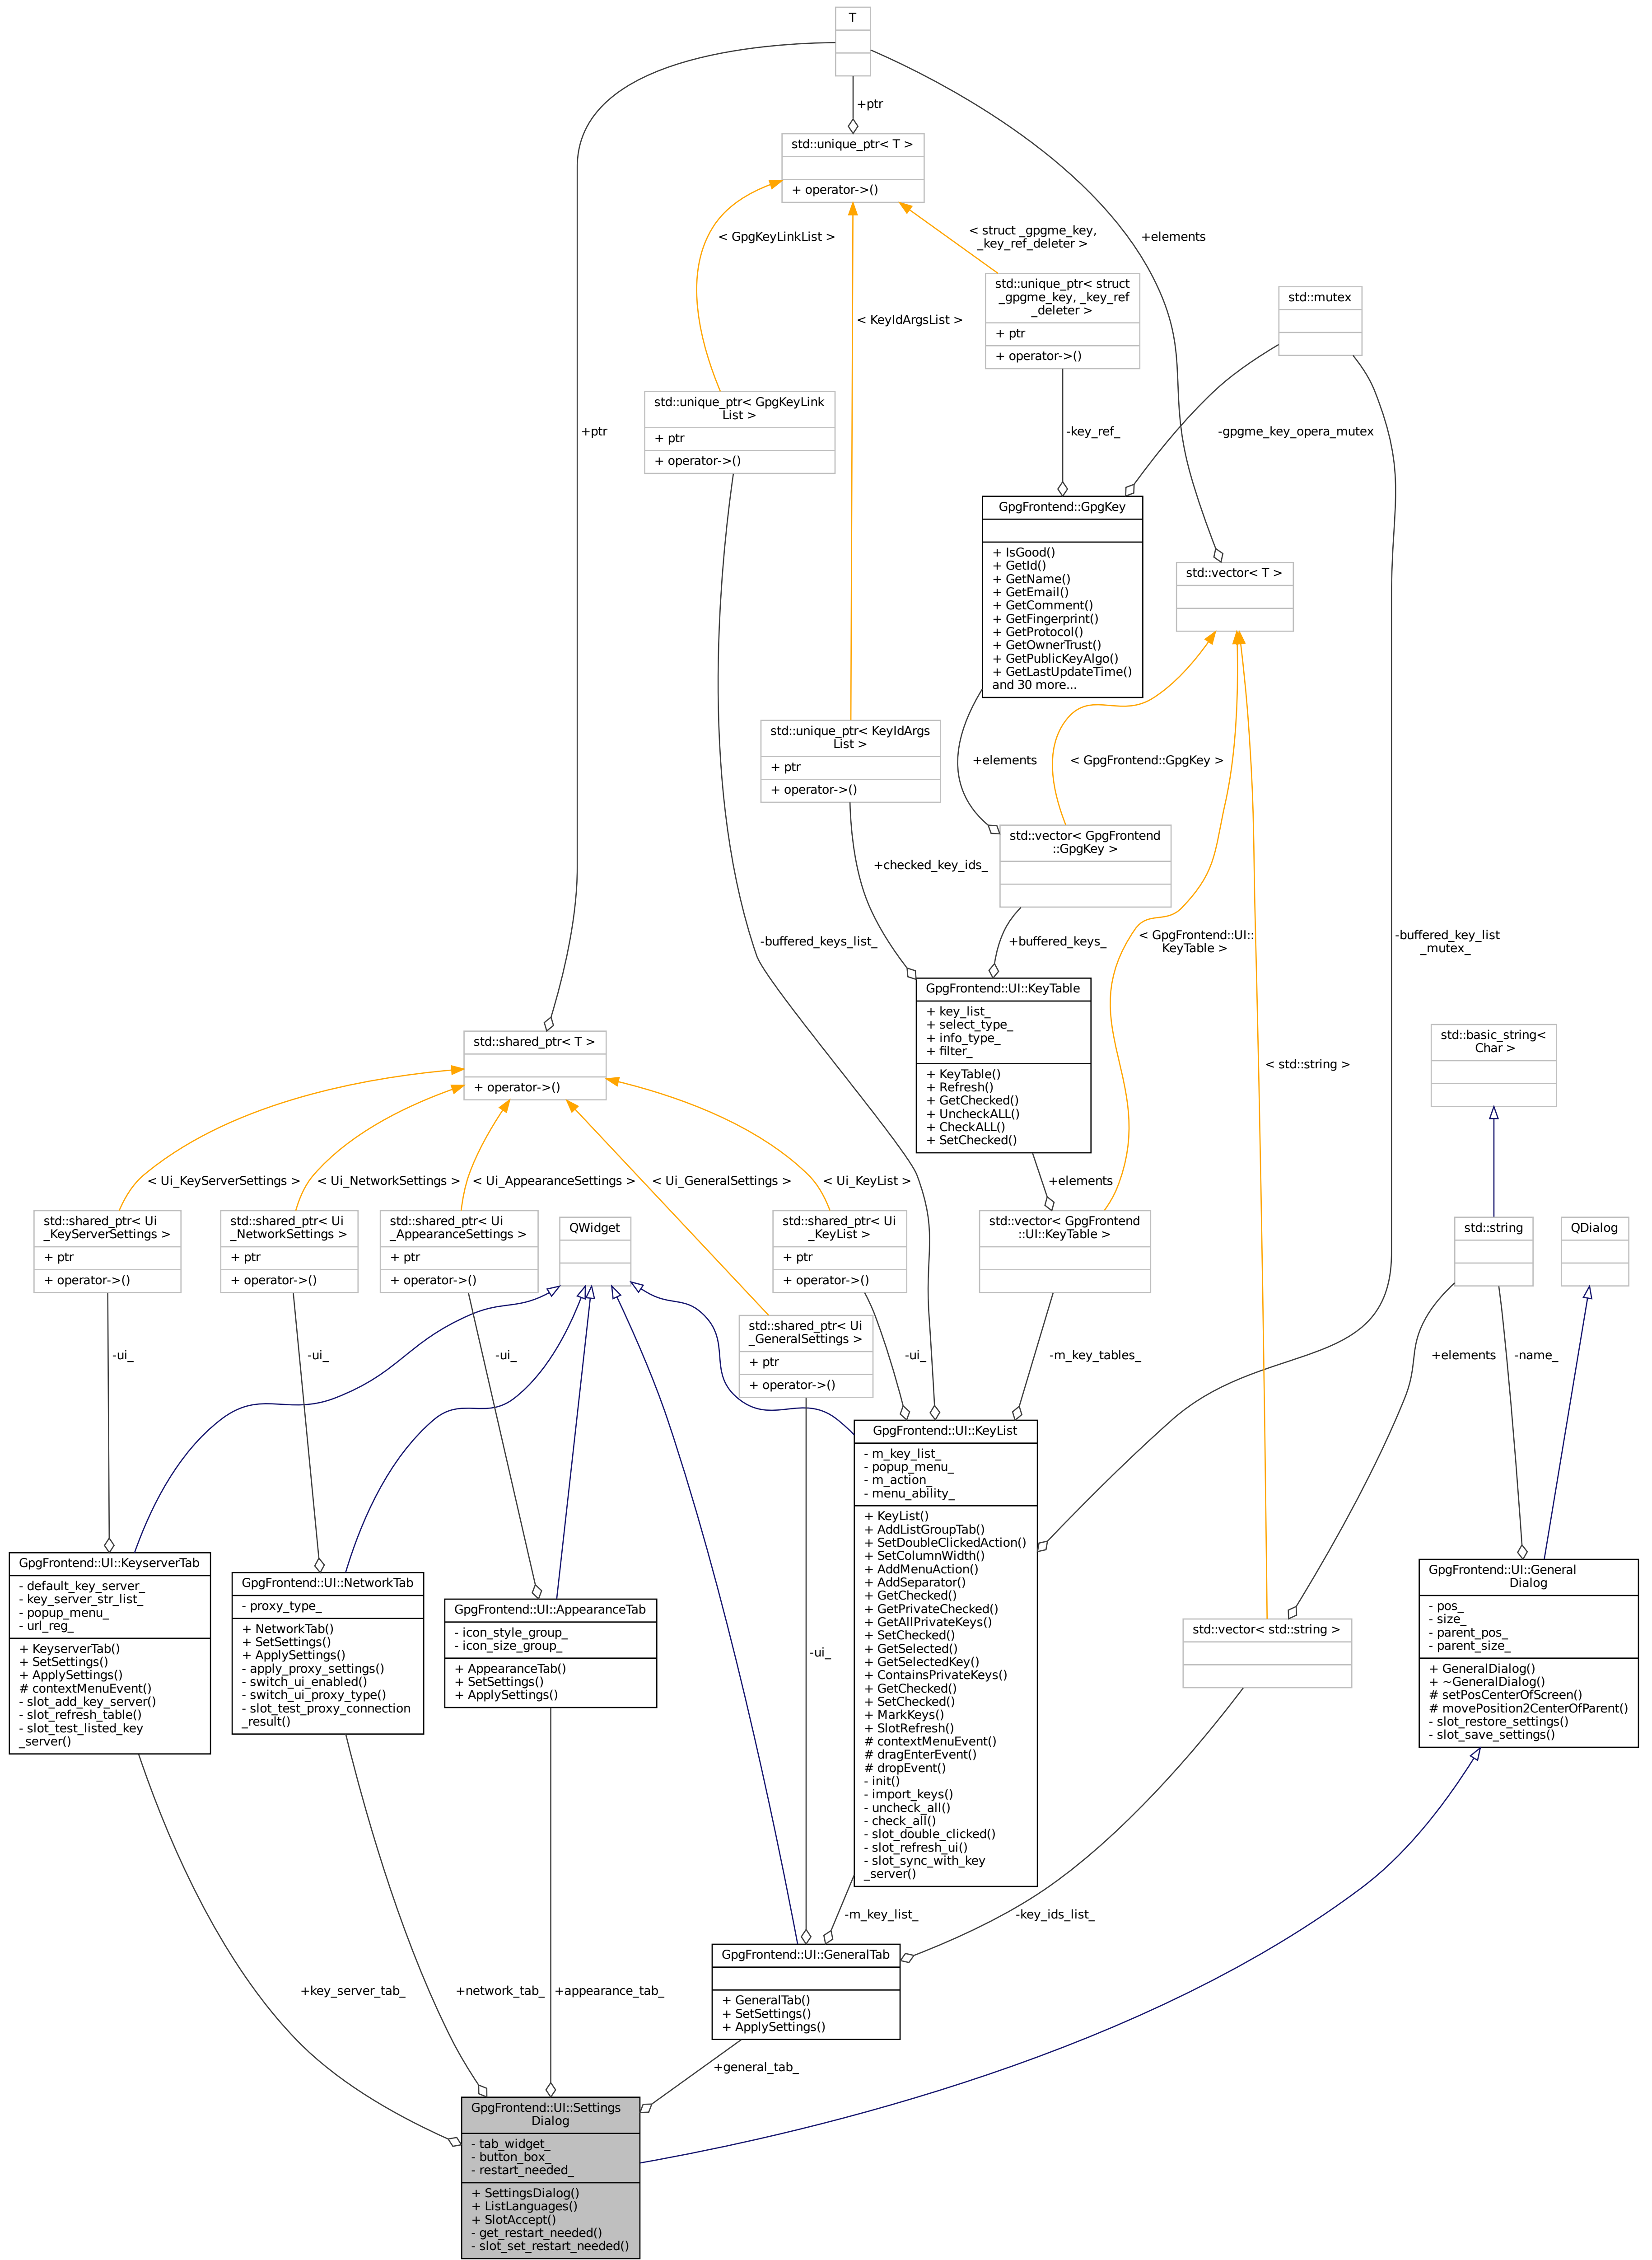 T
+ptr
std::unique_ptr< T >
+ operator->()
+elements
< GpgKeyLinkList >
< struct _gpgme_key,
_key_ref_deleter >
std::unique_ptr< struct
_gpgme_key, _key_ref
_deleter >
+ ptr
+ operator->()
std::mutex
< KeyIdArgsList >
std::unique_ptr< GpgKeyLink
List >
+ ptr
+ operator->()
+ptr
-key_ref_
-gpgme_key_opera_mutex
GpgFrontend::GpgKey
+ IsGood()
+ GetId()
+ GetName()
+ GetEmail()
+ GetComment()
+ GetFingerprint()
+ GetProtocol()
+ GetOwnerTrust()
+ GetPublicKeyAlgo()
+ GetLastUpdateTime()
and 30 more...
std::vector< T >
std::unique_ptr< KeyIdArgs
List >
+ ptr
+ operator->()
+elements
< GpgFrontend::GpgKey >
std::vector< GpgFrontend
::GpgKey >
+checked_key_ids_
-buffered_keys_list_
+buffered_keys_
< GpgFrontend::UI::
KeyTable >
-buffered_key_list
_mutex_
GpgFrontend::UI::KeyTable
+ key_list_
+ select_type_
+ info_type_
+ filter_
+ KeyTable()
+ Refresh()
+ GetChecked()
+ UncheckALL()
+ CheckALL()
+ SetChecked()
std::shared_ptr< T >
+ operator->()
< std::string >
std::basic_string<
Char >
< Ui_KeyServerSettings >
< Ui_NetworkSettings >
< Ui_AppearanceSettings >
< Ui_GeneralSettings >
< Ui_KeyList >
+elements
std::shared_ptr< Ui
_KeyServerSettings >
+ ptr
+ operator->()
std::shared_ptr< Ui
_NetworkSettings >
+ ptr
+ operator->()
std::shared_ptr< Ui
_AppearanceSettings >
+ ptr
+ operator->()
QWidget
std::shared_ptr< Ui
_KeyList >
+ ptr
+ operator->()
std::vector< GpgFrontend
::UI::KeyTable >
std::string
QDialog
std::shared_ptr< Ui
_GeneralSettings >
+ ptr
+ operator->()
-ui_
-ui_
-ui_
-ui_
-m_key_tables_
+elements
-name_
GpgFrontend::UI::KeyList
- m_key_list_
- popup_menu_
- m_action_
- menu_ability_
+ KeyList()
+ AddListGroupTab()
+ SetDoubleClickedAction()
+ SetColumnWidth()
+ AddMenuAction()
+ AddSeparator()
+ GetChecked()
+ GetPrivateChecked()
+ GetAllPrivateKeys()
+ SetChecked()
+ GetSelected()
+ GetSelectedKey()
+ ContainsPrivateKeys()
+ GetChecked()
+ SetChecked()
+ MarkKeys()
+ SlotRefresh()
# contextMenuEvent()
# dragEnterEvent()
# dropEvent()
- init()
- import_keys()
- uncheck_all()
- check_all()
- slot_double_clicked()
- slot_refresh_ui()
- slot_sync_with_key
_server()
GpgFrontend::UI::KeyserverTab
- default_key_server_
- key_server_str_list_
- popup_menu_
- url_reg_
+ KeyserverTab()
+ SetSettings()
+ ApplySettings()
# contextMenuEvent()
- slot_add_key_server()
- slot_refresh_table()
- slot_test_listed_key
_server()
GpgFrontend::UI::NetworkTab
- proxy_type_
+ NetworkTab()
+ SetSettings()
+ ApplySettings()
- apply_proxy_settings()
- switch_ui_enabled()
- switch_ui_proxy_type()
- slot_test_proxy_connection
_result()
GpgFrontend::UI::AppearanceTab
- icon_style_group_
- icon_size_group_
+ AppearanceTab()
+ SetSettings()
+ ApplySettings()
-ui_
std::vector< std::string >
GpgFrontend::UI::General
Dialog
- pos_
- size_
- parent_pos_
- parent_size_
+ GeneralDialog()
+ ~GeneralDialog()
# setPosCenterOfScreen()
# movePosition2CenterOfParent()
- slot_restore_settings()
- slot_save_settings()
-m_key_list_
-key_ids_list_
GpgFrontend::UI::GeneralTab
+ GeneralTab()
+ SetSettings()
+ ApplySettings()
+key_server_tab_
+network_tab_
+appearance_tab_
+general_tab_
GpgFrontend::UI::Settings
Dialog
- tab_widget_
- button_box_
- restart_needed_
+ SettingsDialog()
+ ListLanguages()
+ SlotAccept()
- get_restart_needed()
- slot_set_restart_needed()